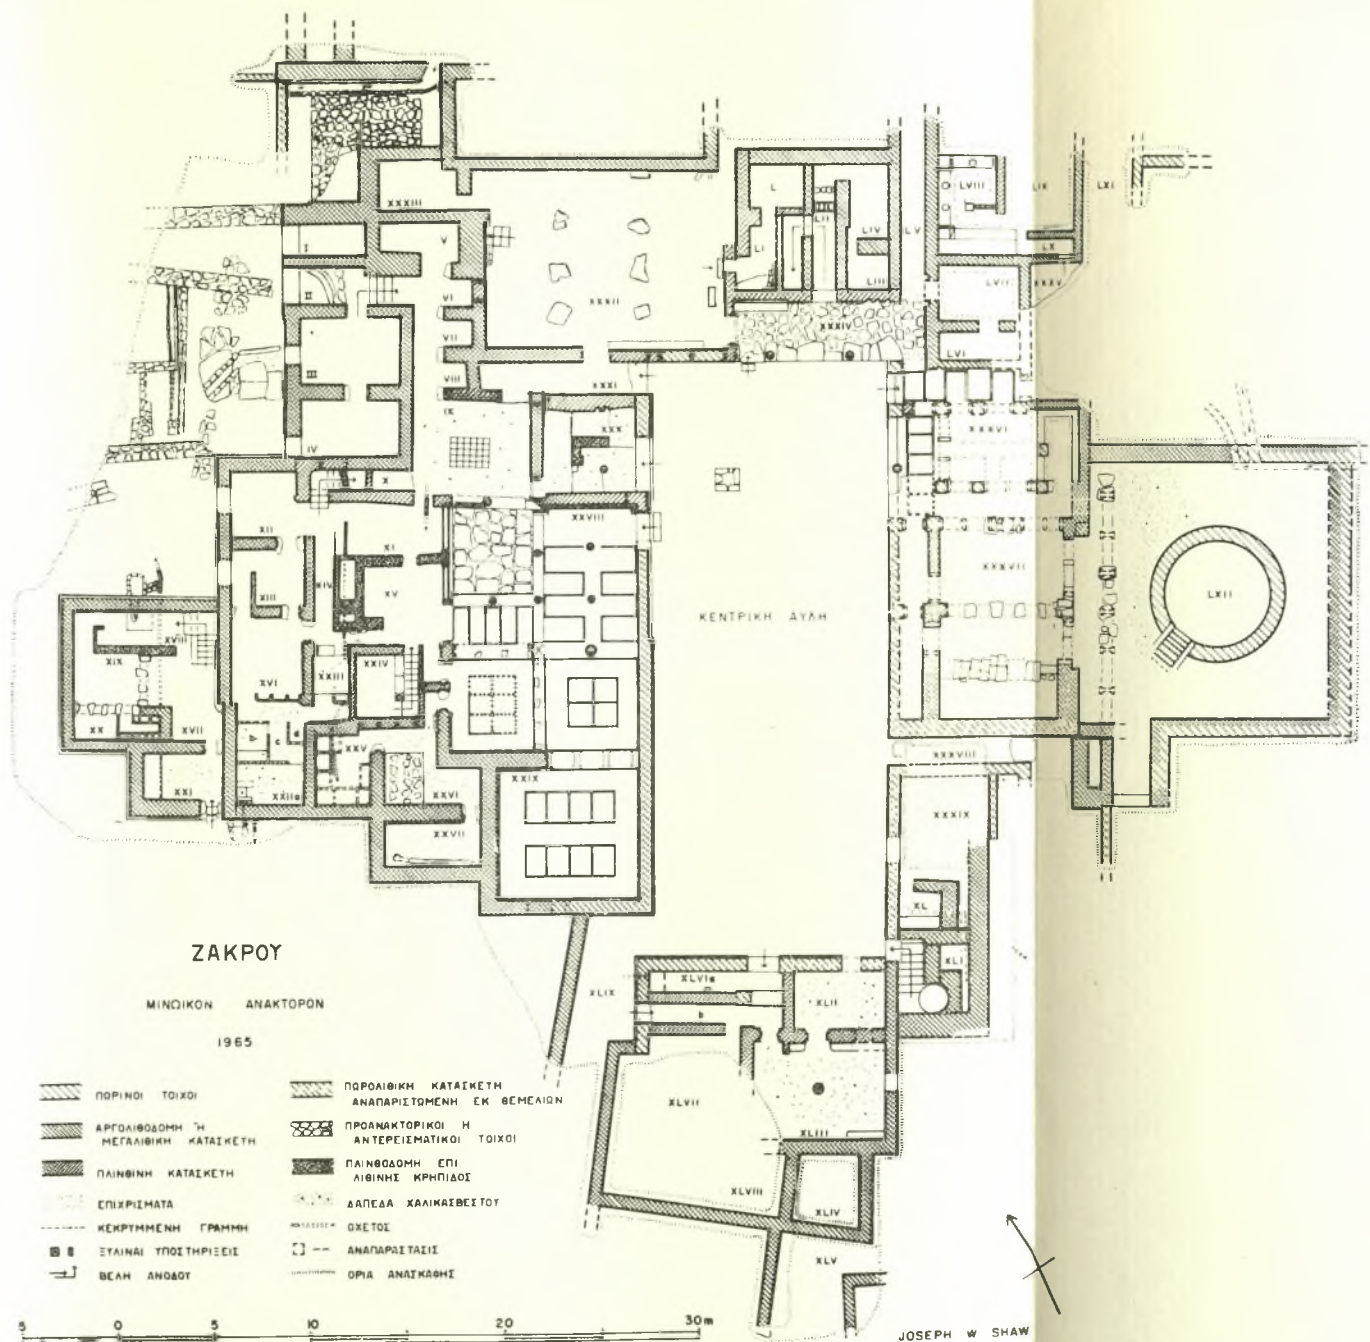 XXXIII
I
V
II
VI
VII
III
VIII
IX
IV
X
XXXII
XXXI
XXX
L
LI
LII
LIV
LIII
LV
XXXIV
LVIII
LIX
LX
LXI
LVII
XXXV
LVI
XXXVI
XII
XI
XIII
XIV
XV
XXVIII
XVIII
XIX
XVI
XXIII
XXIV
XX
XVII
XXI
c
XXIIa
XXV
XXVI
XXVII
XXIX
ΚΕΝΤΡΙΚΗ ΑΥΛΗ
XXXVII
LXII
XXXVIII
XXXIX
XL
XLI
XLIX
XLVIa
b
XLII
XLVII
XLIII
XLVIII
XLIV
XLV
ΖΑΚΡΟΥ
ΜΙΝΩΙΚΟΝ ΑΝΑΚΤΟΡΟΝ
1965
ΠΩΡΙΝΟΙ ΤΟΙΧΟΙ
ΑΡΓΟΛΙΘΟΔΟΜΗ Ή
ΜΕΓΑΛΙΘΙΚΗ ΚΑΤΑΣΚΕΥΗ
ΠΛΙΝΘΙΝΗ ΚΑΤΑΣΚΕΥΗ
ΕΠΙΧΡΙΣΜΑΤΑ
ΚΕΚΡΥΜΜΕΝΗ ΓΡΑΜΜΗ
ΞΥΛΙΝΑΙ ΥΠΟΣΤΗΡΙΞΕΙΣ
ΒΕΛΗ ΑΝΟΔΟΥ
ΠΩΡΟΛΙΘΙΚΗ ΚΑΤΑΣΚΕΥΗ
ΑΝΑΠΑΡΙΣΤΩΜΕΝΗ ΕΚ ΘΕΜΕΛΙΩΝ
ΠΡΟΑΝΑΚΤΟΡΙΚΟΙ Η
ΑΝΤΕΡΕΙΣΜΑΤΙΚΟΙ ΤΟΙΧΟΙ
ΠΛΙΝΘΟΔΟΜΗ ΕΠΙ
ΛΙΘΙΝΗΣ ΚΡΗΠΙΔΟΣ
ΔΑΠΕΔΑ ΧΑΛΙΚΑΣΒΕΣΤΟΥ
ΟΧΕΤΟΣ
ΑΝΑΠΑΡΑΣΤΑΣΙΣ
ΟΡΙΑ ΑΝΑΣΚΑΦΗΣ
5 0 5 10 20 30m
JOSEPH W SHAW